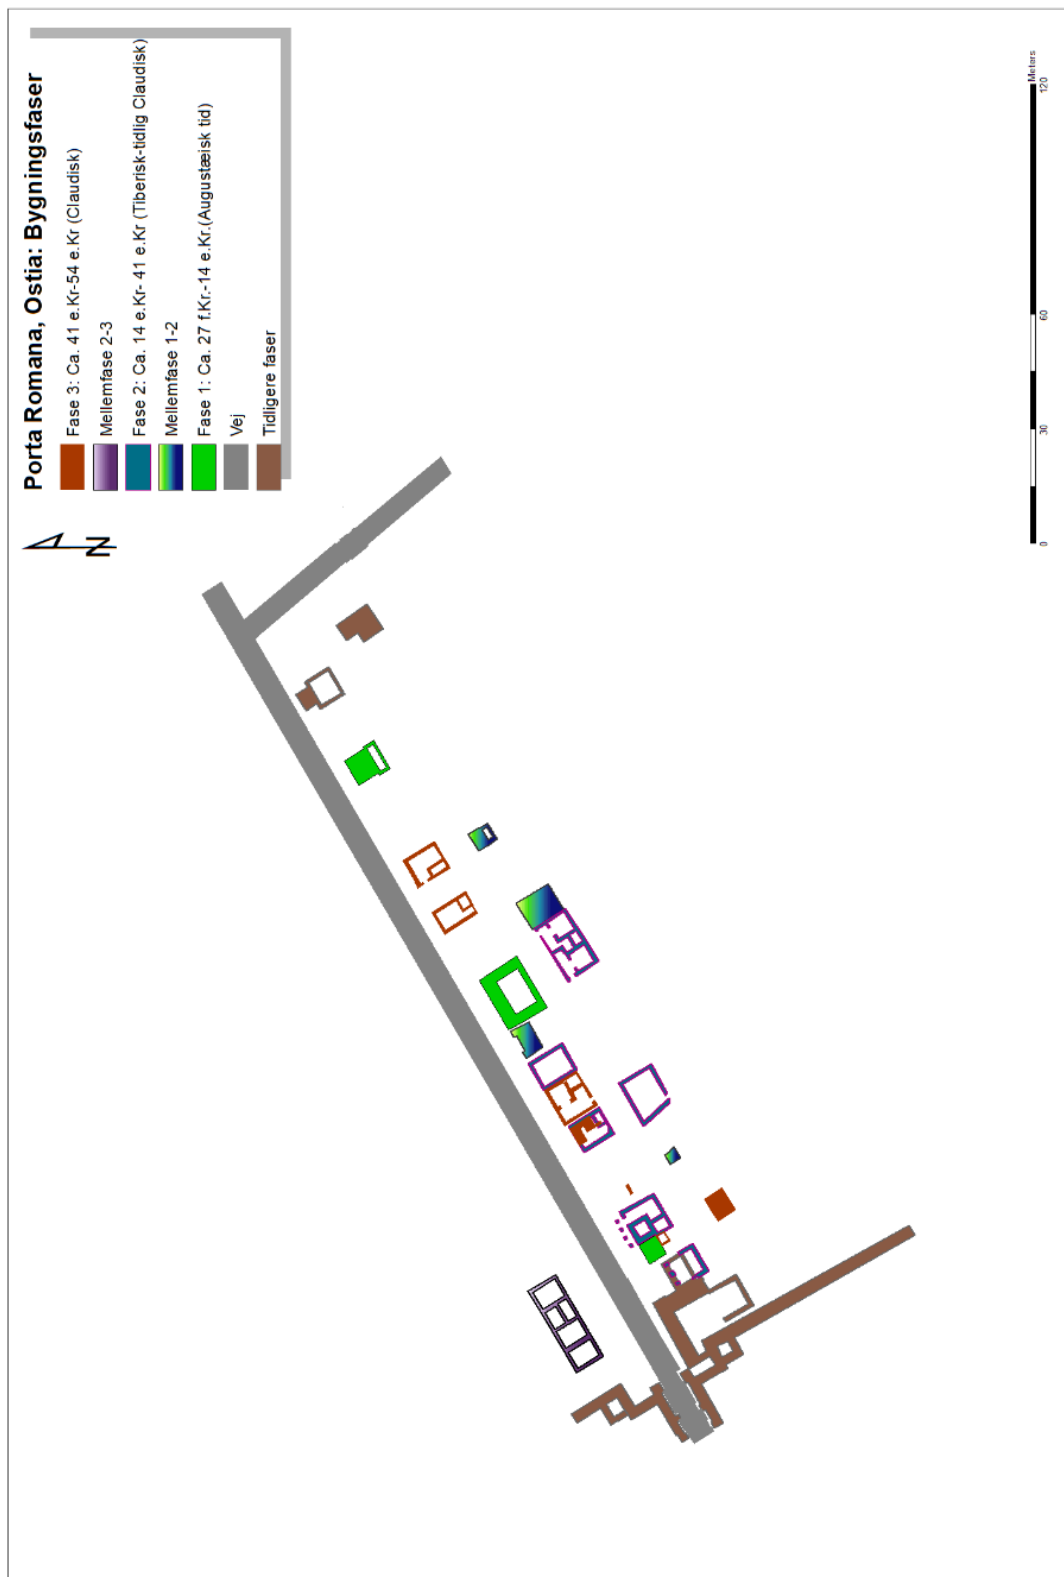 Porta Romana, Ostia: Bygningsfaser
Fase 3: Ca. 41 e.Kr-54 e.Kr (Claudisk)
Mellemfase 2-3
Fase 2: Ca. 14 e.Kr- 41 e.Kr (Tiberisk-tidlig Claudisk)
Mellemfase 1-2
Fase 1: Ca. 27 f.Kr.-14 e.Kr.(Augustæisk tid)
Vej
Tidligere faser
N
Meters
0 30 60 120